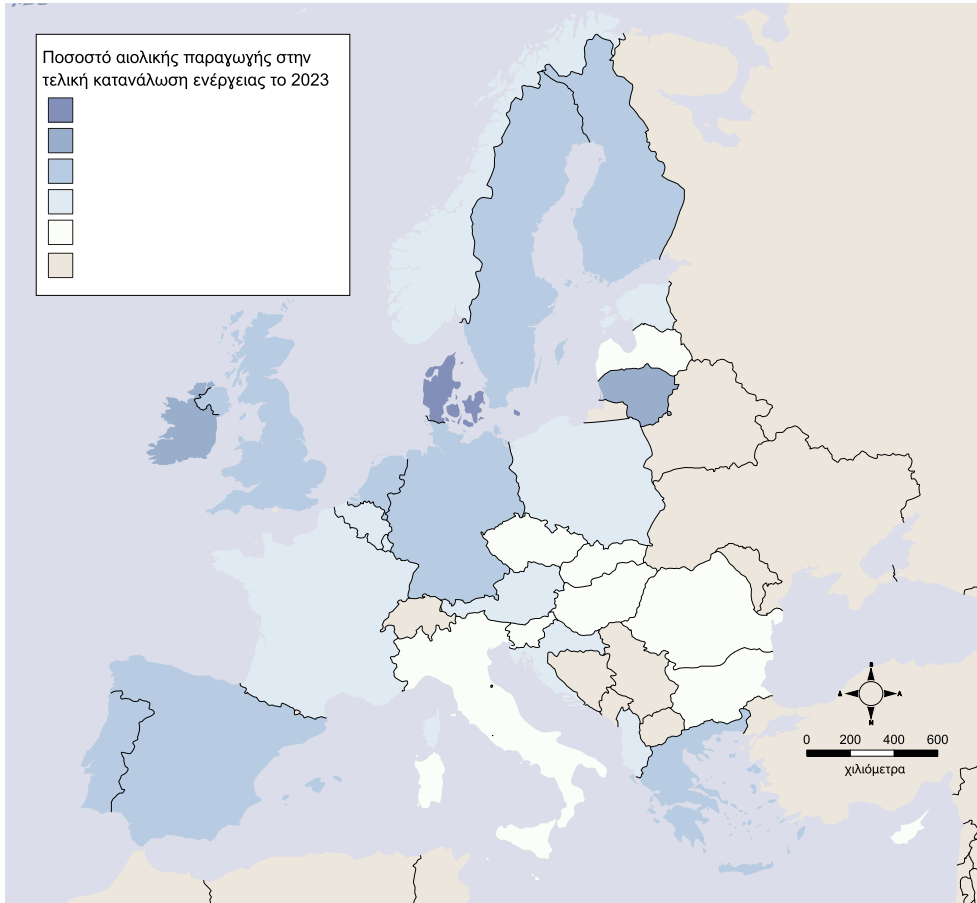 Ποσοστό αιολικής παραγωγής στην
τελική κατανάλωση ενέργειας το 2023
Β
Δ Α
Ν
0 200 400 600
χιλιόμετρα